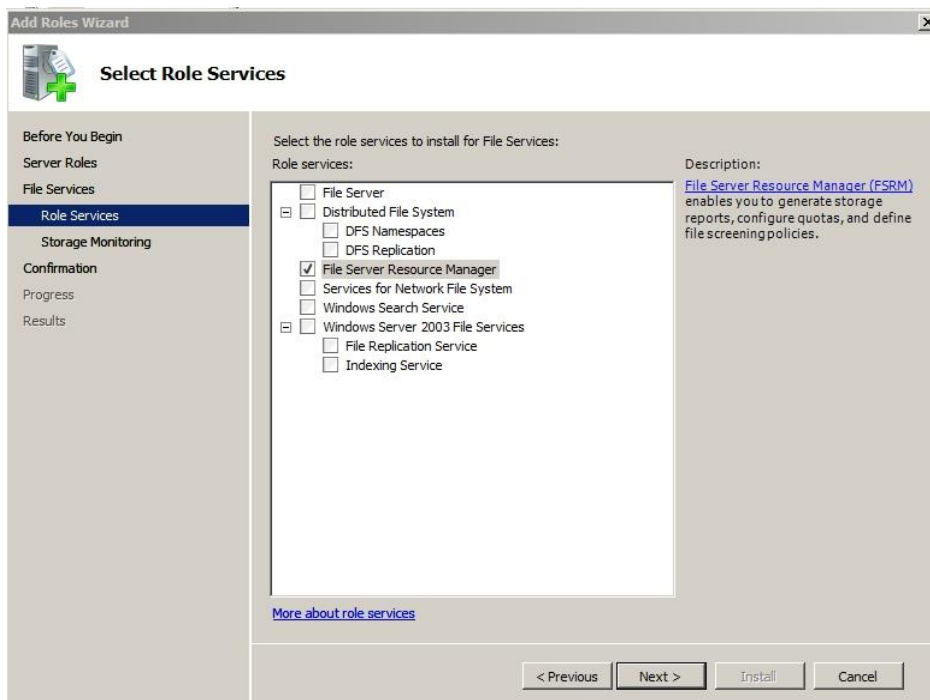 Add Roles Wizard
Select Role Services
Before You Begin
Server Roles
File Services
Role Services
Storage Monitoring
Confirmation
Progress
Results
Select the role services to install for File Services:
Role services:
File Server
Distributed File System
DFS Namespaces
DFS Replication
File Server Resource Manager
Services for Network File System
Windows Search Service
Windows Server 2003 File Services
File Replication Service
Indexing Service
More about role services
Description:
File Server Resource Manager (FSRM)
enables you to generate storage
reports, configure quotas, and define
file screening policies.
< Previous
Next >
Install
Cancel